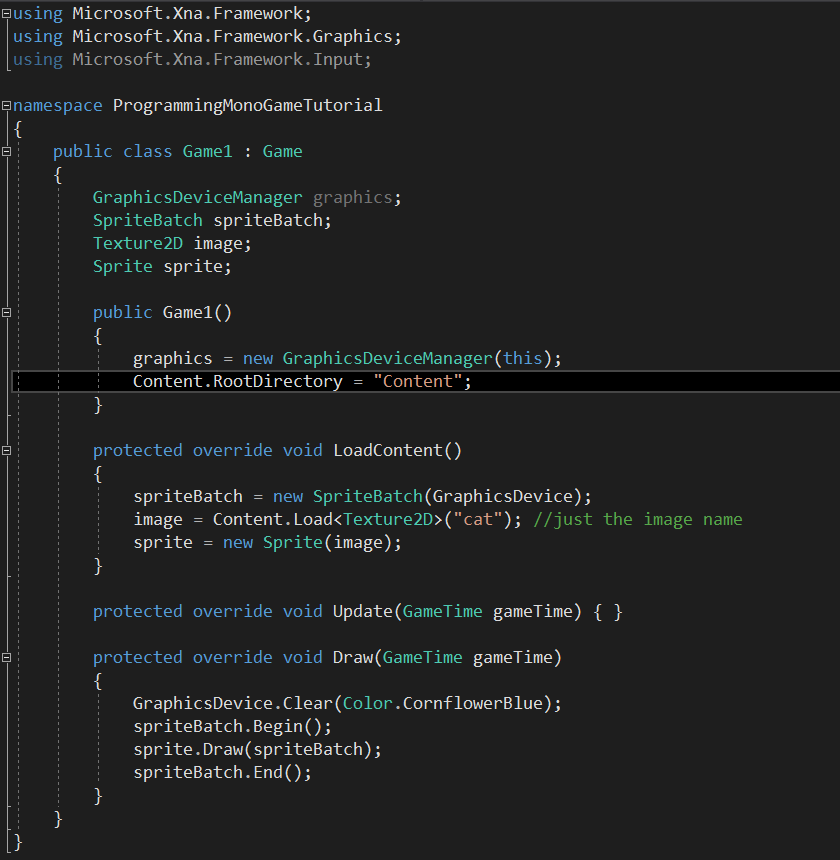 using Microsoft.Xna.Framework;
using Microsoft.Xna.Framework.Graphics;
using Microsoft.Xna.Framework.Input;

namespace ProgrammingMonoGameTutorial
{
    public class Game1 : Game
    {
        GraphicsDeviceManager graphics;
        SpriteBatch spriteBatch;
        Texture2D image;
        Sprite sprite;

        public Game1()
        {
            graphics = new GraphicsDeviceManager(this);
            Content.RootDirectory = "Content";
        }

        protected override void LoadContent()
        {
            spriteBatch = new SpriteBatch(GraphicsDevice);
            image = Content.Load<Texture2D>("cat"); //just the image name
            sprite = new Sprite(image);
        }

        protected override void Update(GameTime gameTime) { }

        protected override void Draw(GameTime gameTime)
        {
            GraphicsDevice.Clear(Color.CornflowerBlue);
            spriteBatch.Begin();
            sprite.Draw(spriteBatch);
            spriteBatch.End();
        }
    }
}